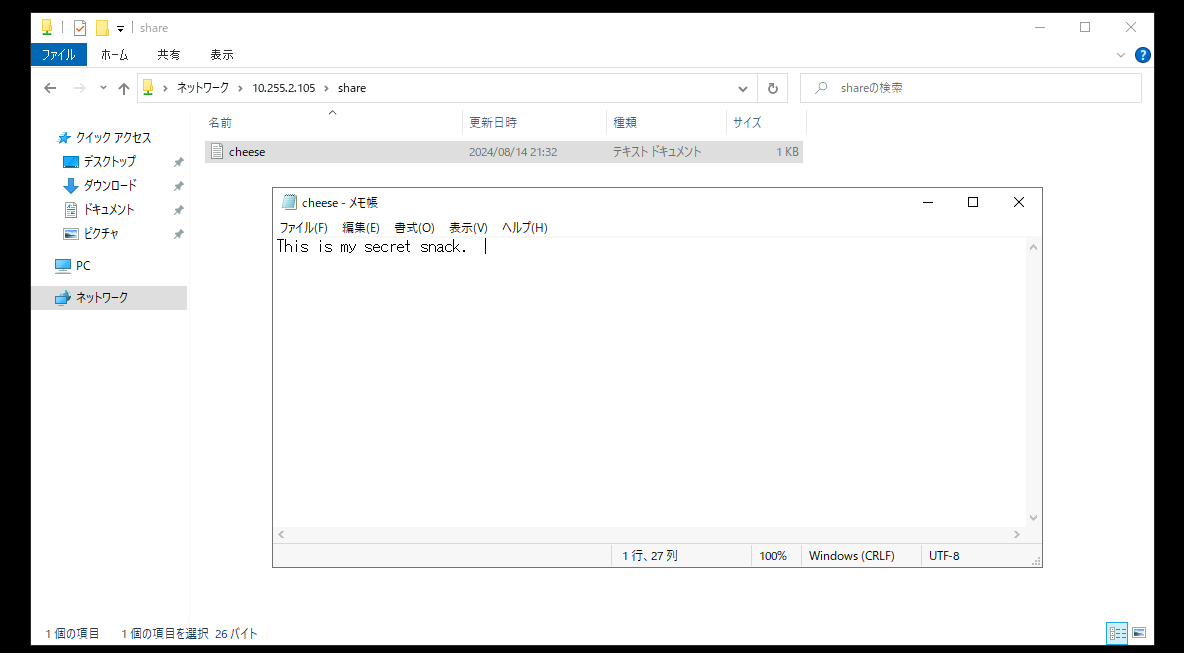 share
ファイル ホーム 共有 表示
ネットワーク 10.255.2.105 share shareの検索
クイック アクセス
デスクトップ
ダウンロード
ドキュメント
ピクチャ
PC
ネットワーク
名前 更新日時 種類 サイズ
cheese 2024/08/14 21:32 テキスト ドキュメント 1 KB
cheese - メモ帳
ファイル(F) 編集(E) 書式(O) 表示(V) ヘルプ(H)
This is my secret snack.
1 行、27 列 100% Windows (CRLF) UTF-8
1 個の項目 1 個の項目を選択 26 バイト